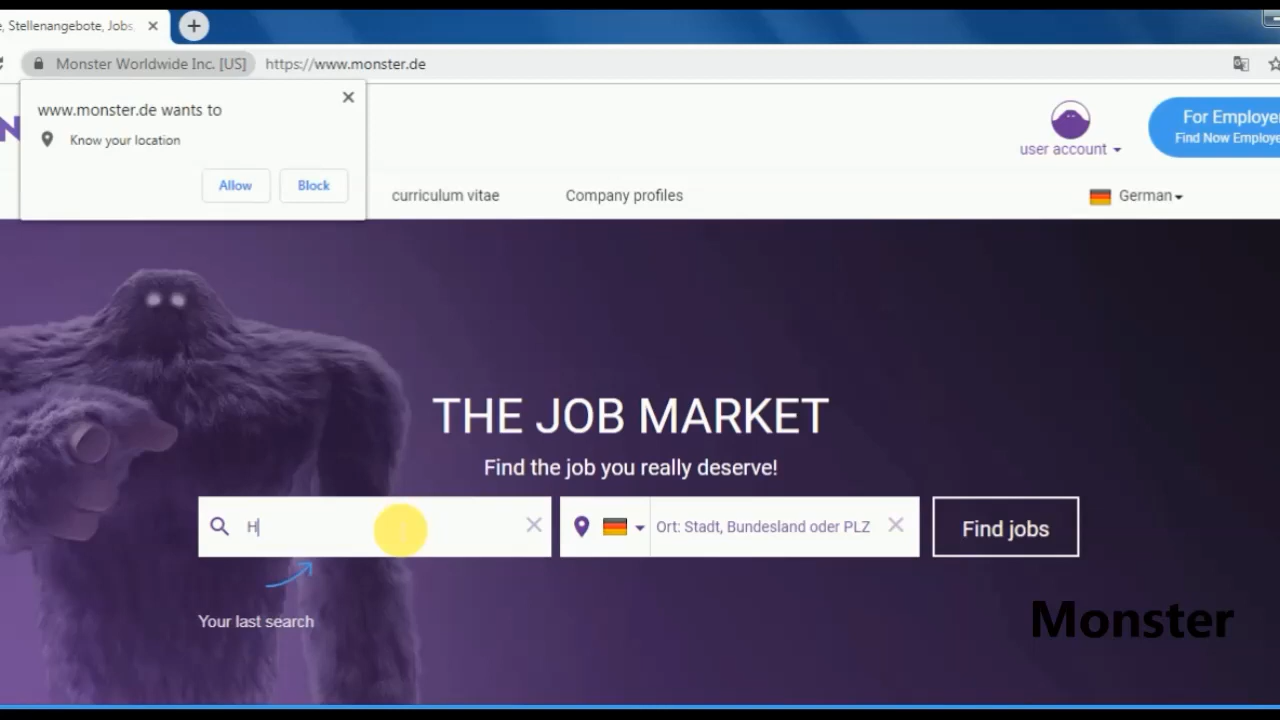 , Stellenangebote, Jobs,
Monster Worldwide Inc. [US] https://www.monster.de
www.monster.de wants to
Know your location
Allow Block
N
user account
For Employe
Find Now Employe
curriculum vitae Company profiles German
THE JOB MARKET
Find the job you really deserve!
H Ort: Stadt, Bundesland oder PLZ Find jobs
Your last search
Monster